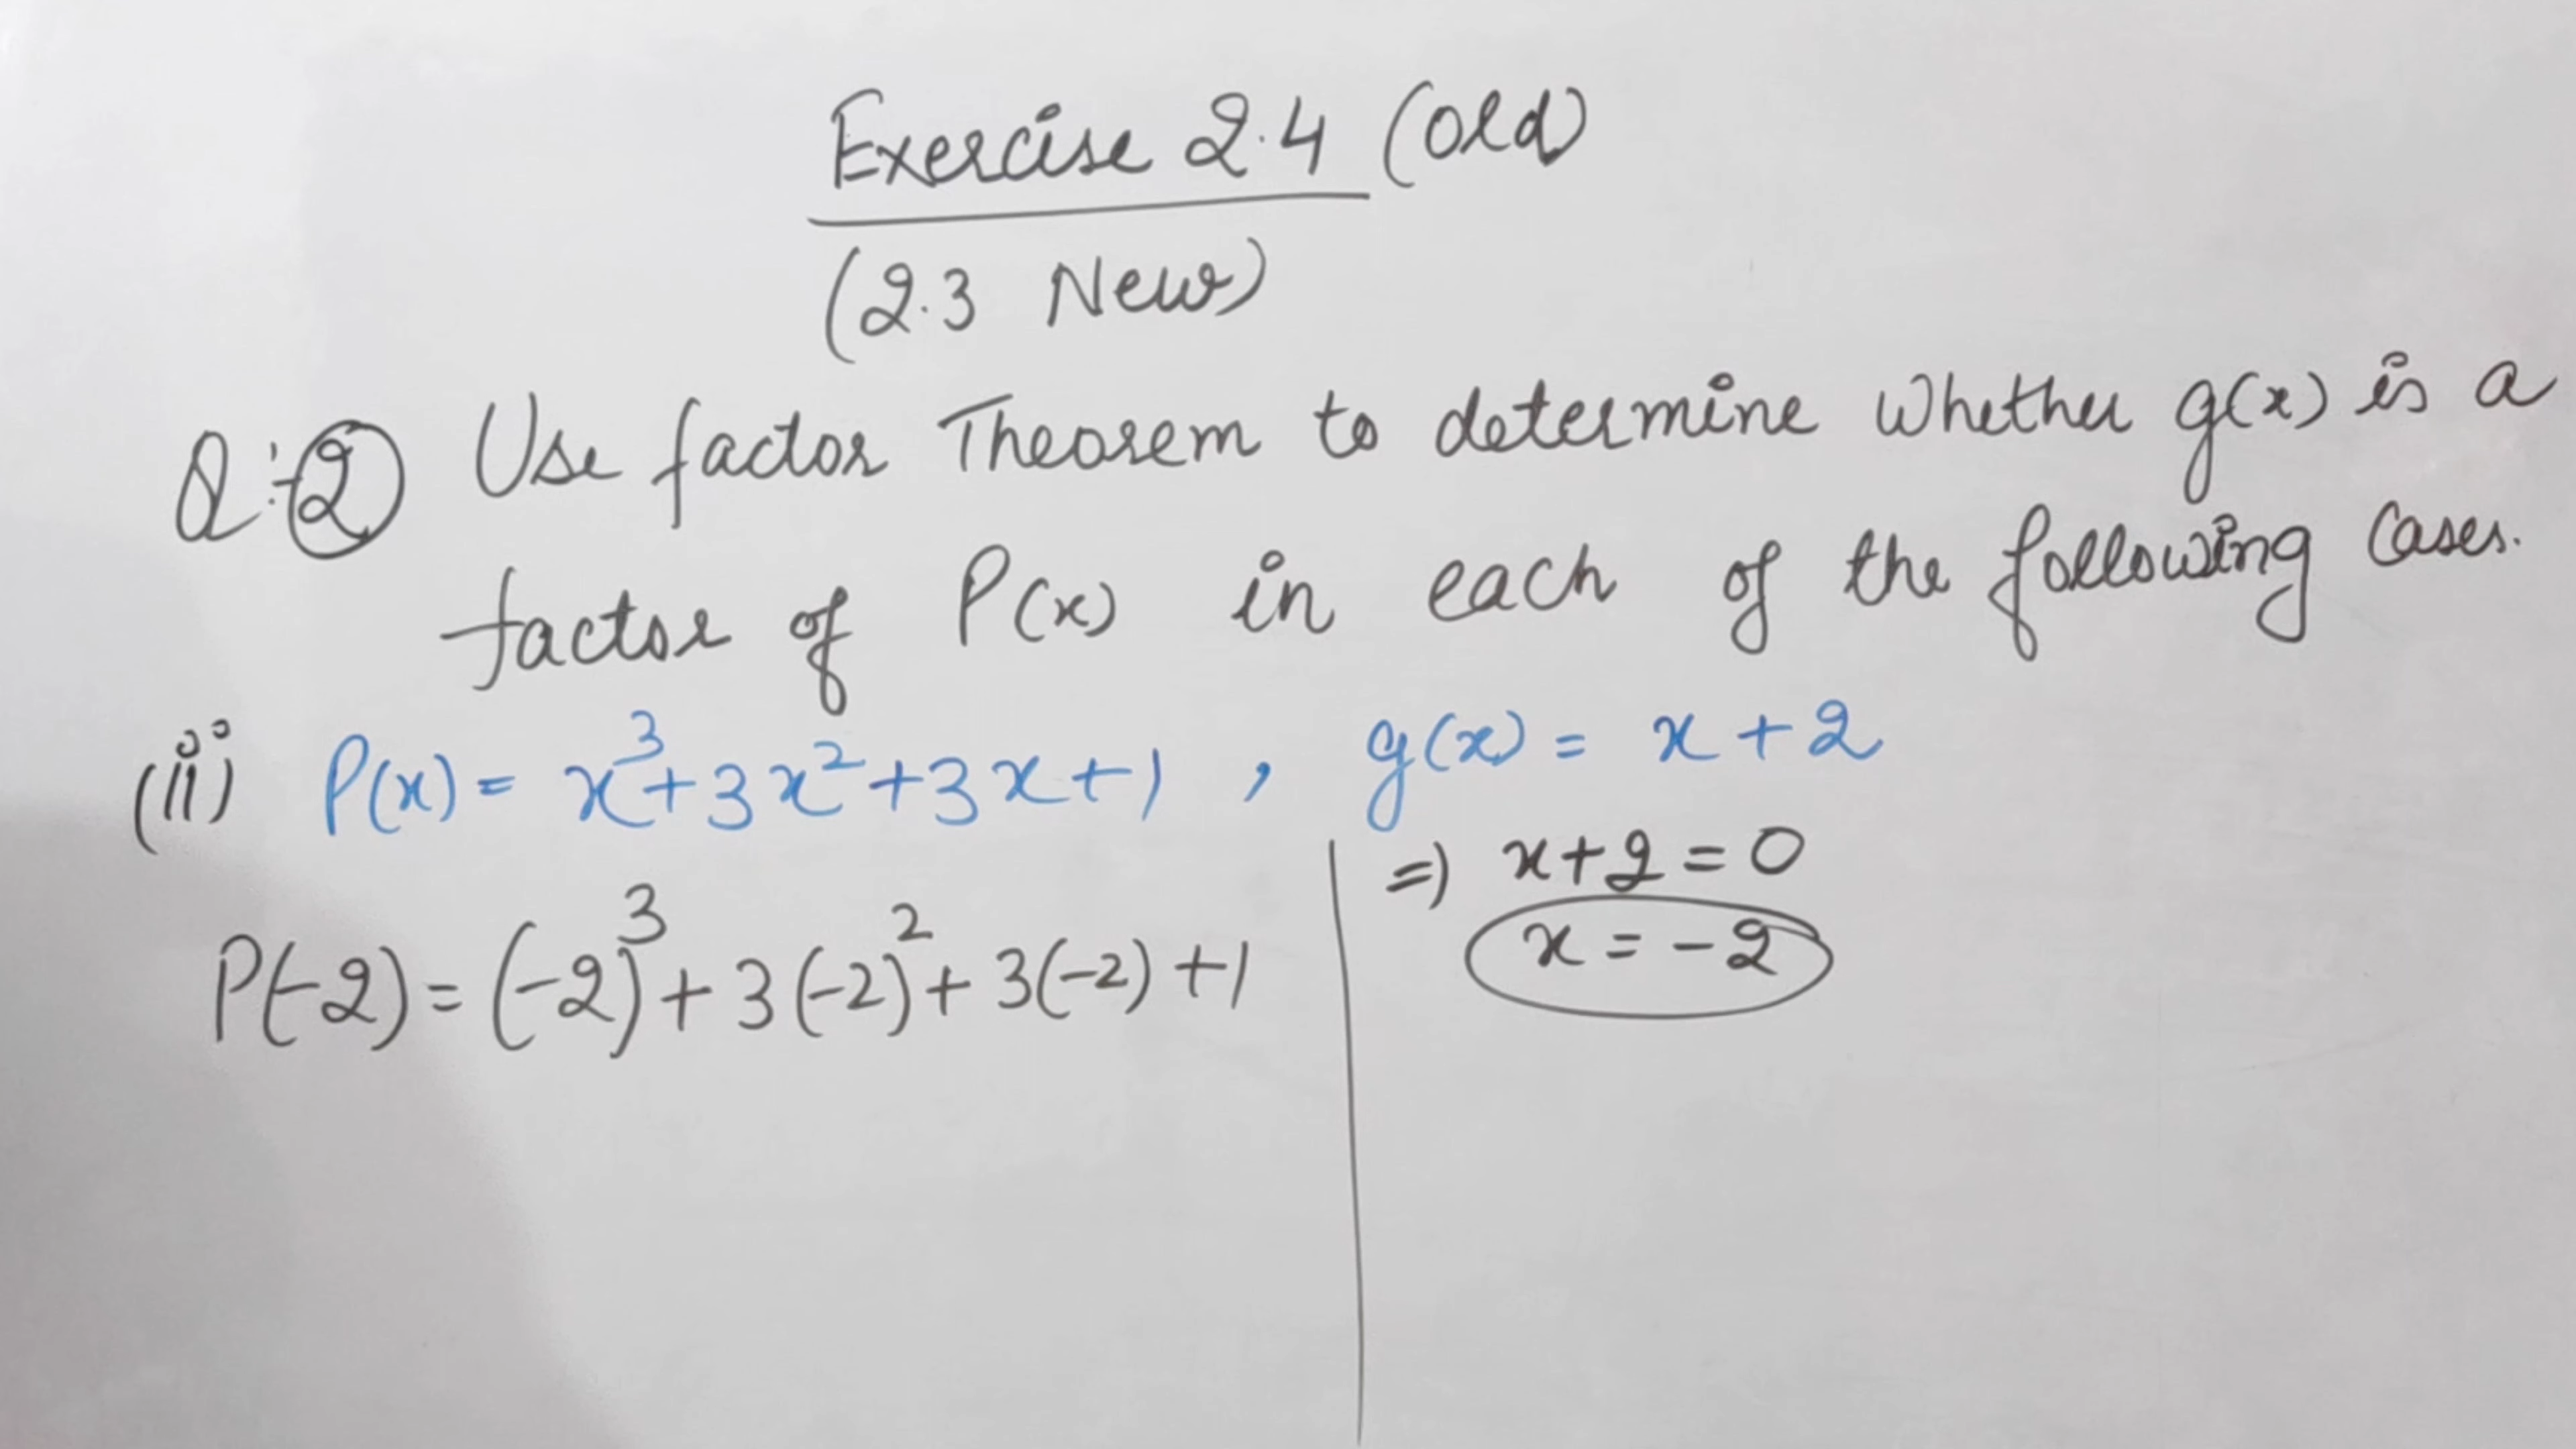 Exercise 2.4 (old)
(2.3 New)
Q:-2 Use factor Theorem to determine whether g(x) is a
factor of P(x) in each of the following cases.
(ii) P(x) = x³+3x²+3x+1 , g(x) = x+2
=) x+2=0
x = -2
P(-2) = (-2)³+ 3(-2)²+ 3(-2) +1